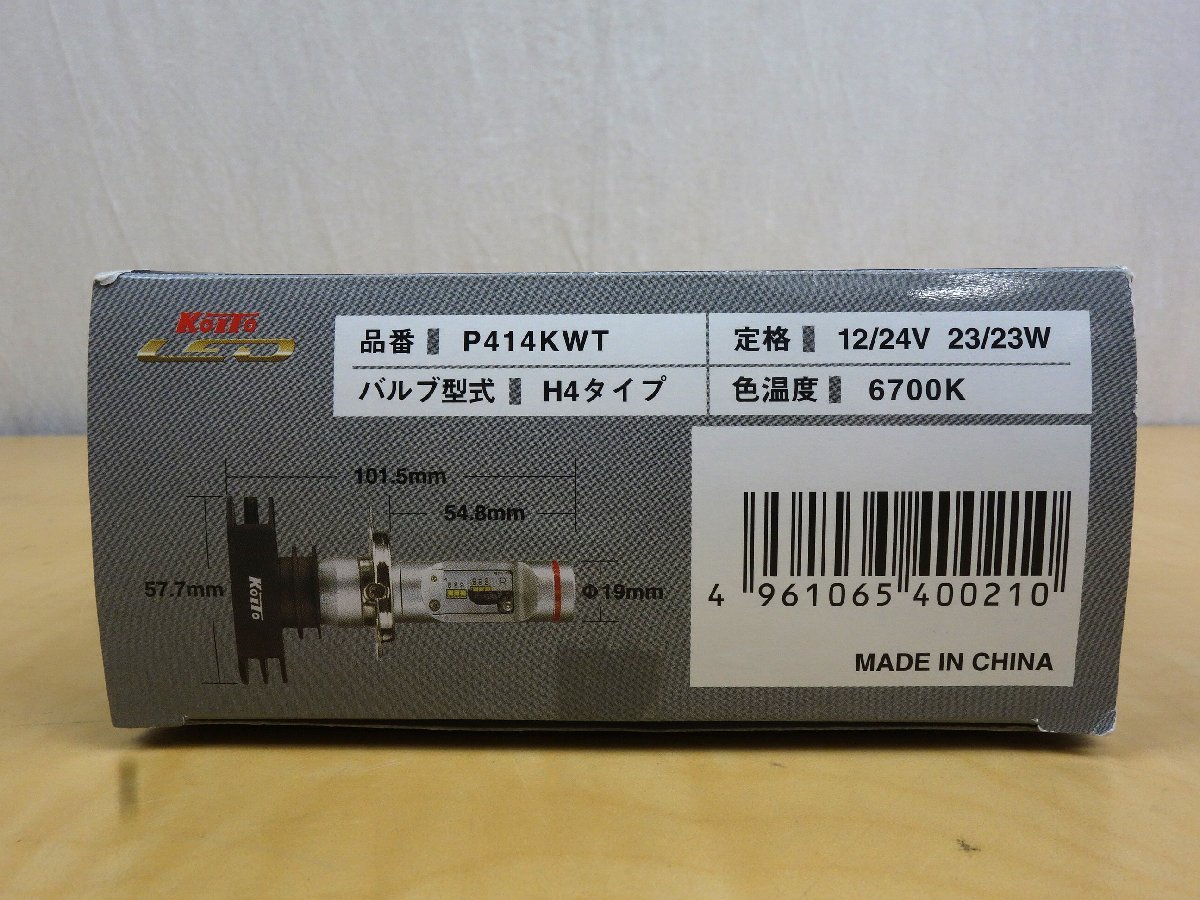 KOITO
LED
品番 P414KWT
定格 12/24V 23/23W
バルブ型式 H4タイプ
色温度 6700K
101.5mm
54.8mm
57.7mm
KOITO
Φ19mm
4 961065 400210
MADE IN CHINA